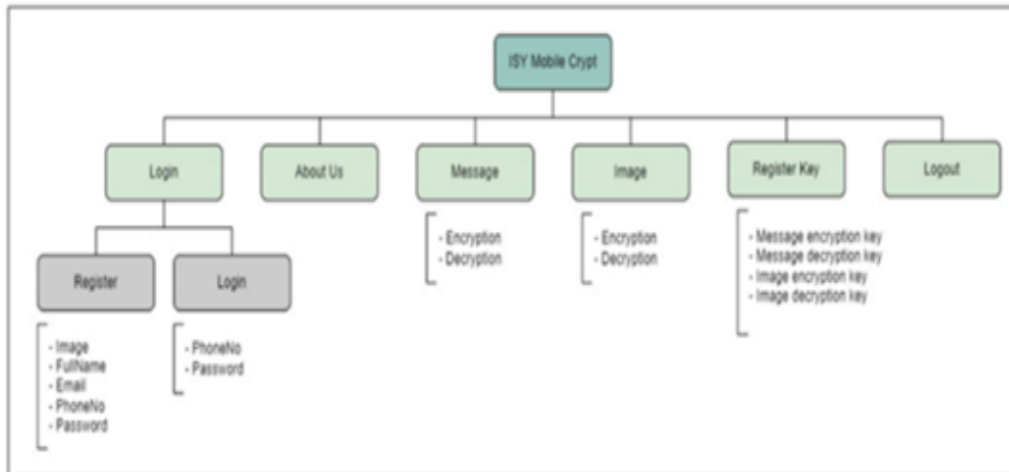 ISY Mobile Crypt
Login
About Us
Message
Image
Register Key
Logout
- Encryption
- Decryption
- Encryption
- Decryption
- Message encryption key
- Message decryption key
- Image encryption key
- Image decryption key
Register
Login
- Image
- FullName
- Email
- PhoneNo
- Password
- PhoneNo
- Password